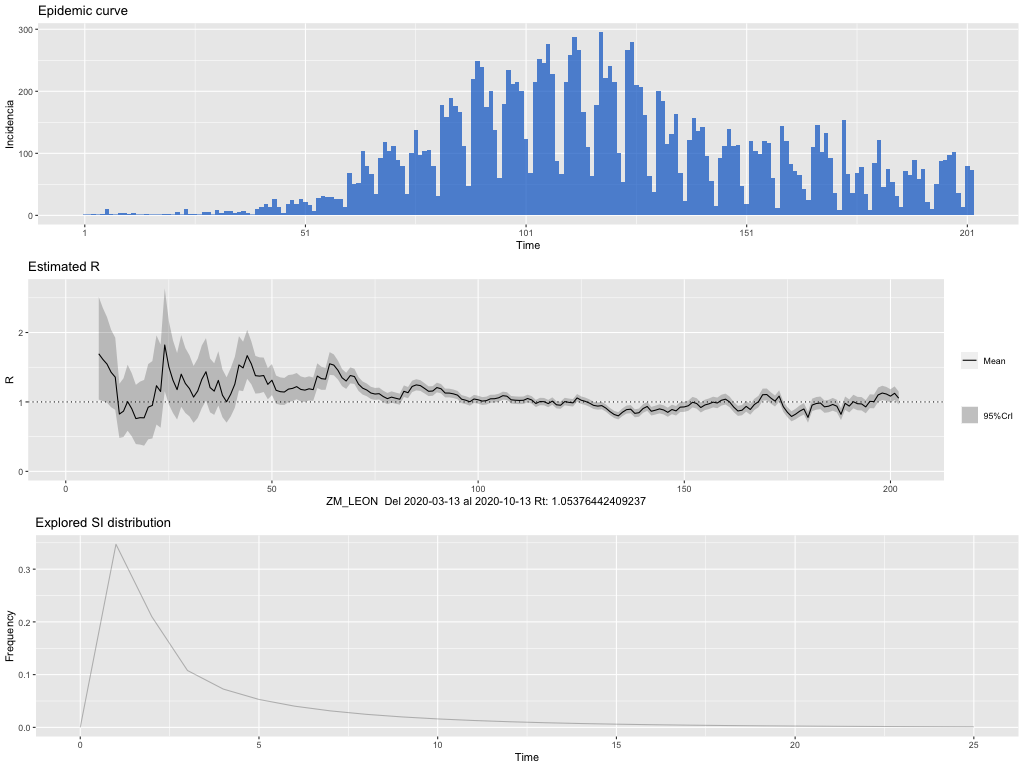 Epidemic curve
300
200
100
0
Incidencia
1 51 101 151 201
Time
Estimated R
2
1
0
R
Mean
95%CrI
0 50 100 150 200
ZM_LEON  Del 2020-03-13 al 2020-10-13 Rt: 1.05376442409237
Explored SI distribution
0.3
0.2
0.1
0.0
Frequency
0 5 10 15 20 25
Time